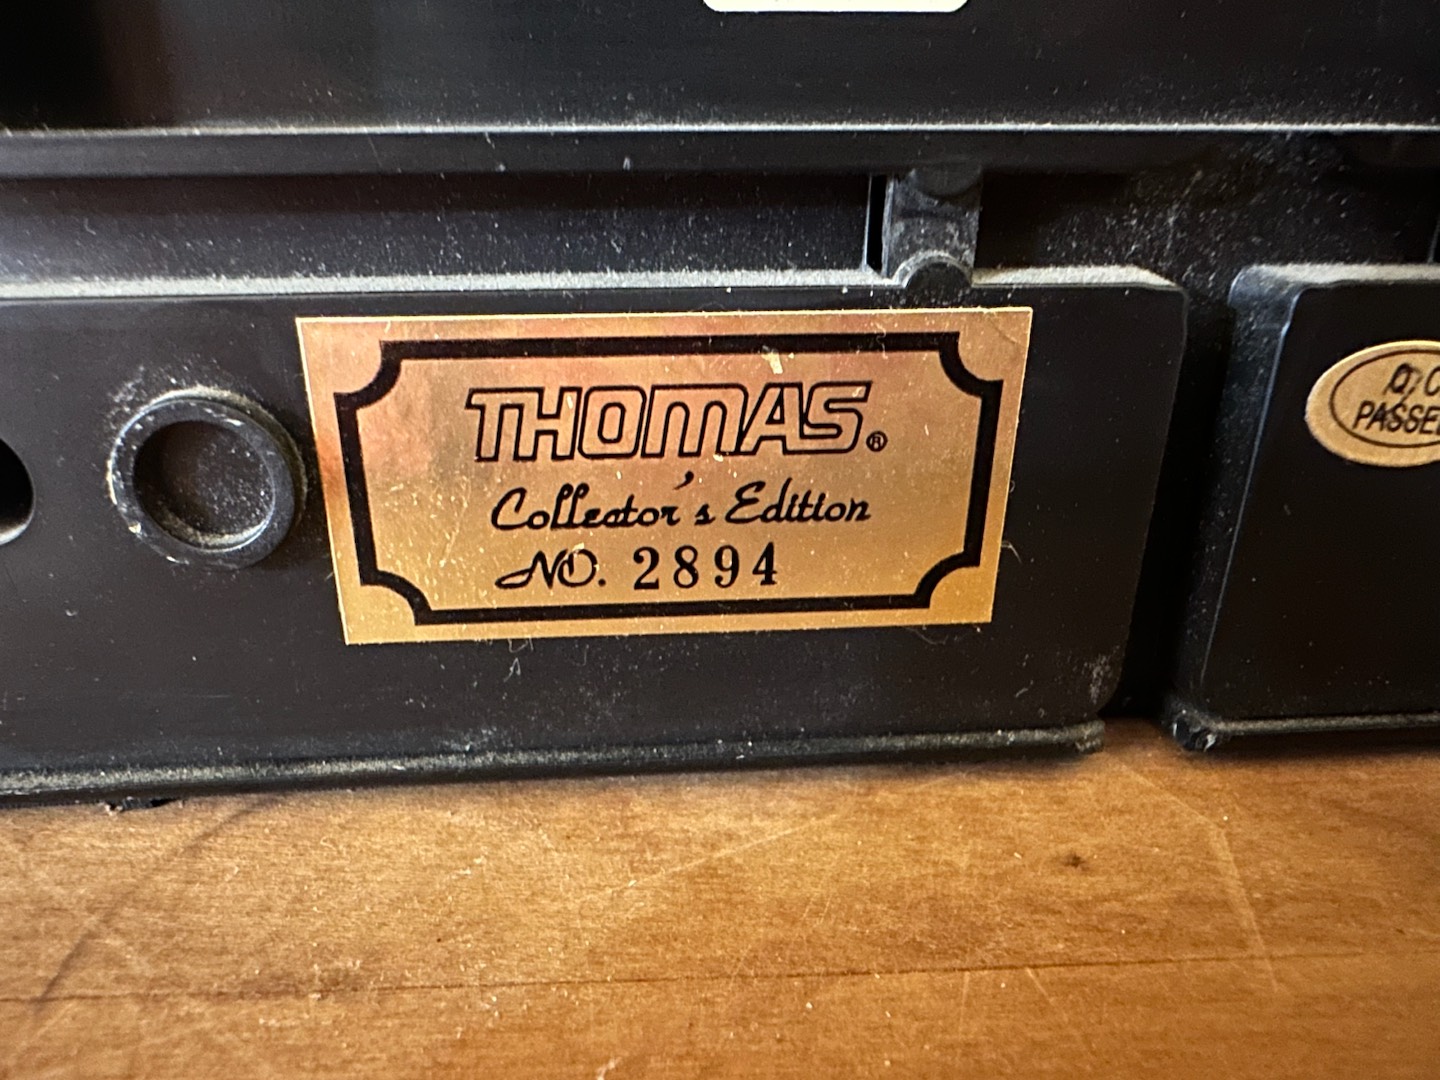 THOMAS®
Collector's Edition
NO. 2894